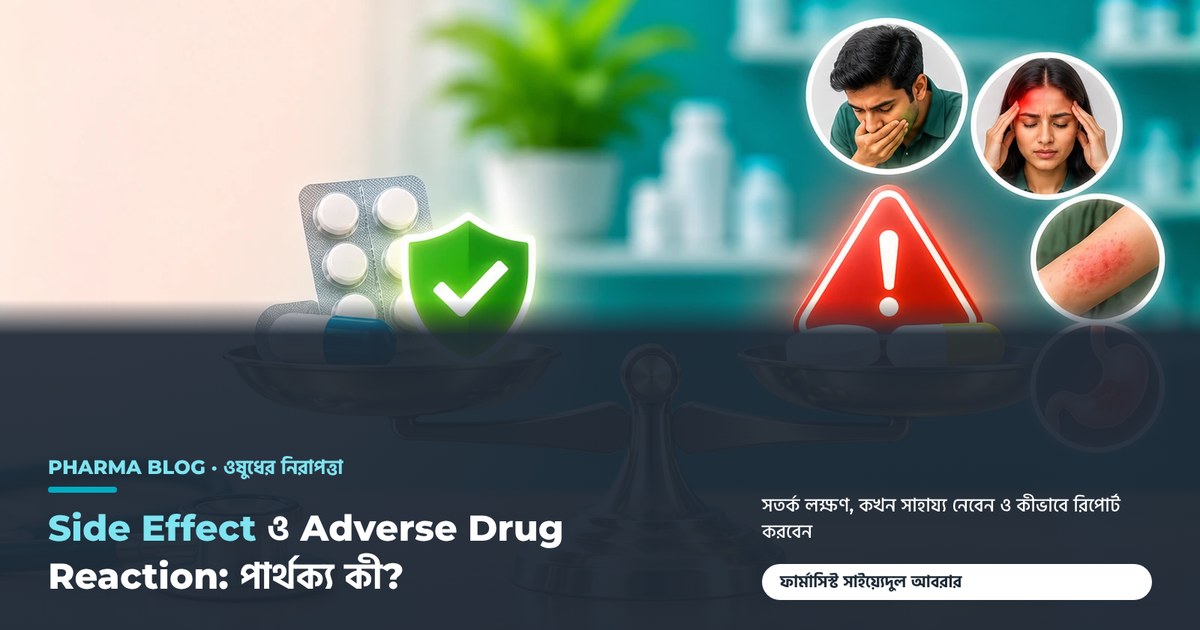 PHARMA BLOG · ওষুধের নিরাপত্তা
Side Effect ও Adverse Drug
Reaction: পার্থক্য কী?
সতর্ক লক্ষণ, কখন সাহায্য নেবেন ও কীভাবে রিপোর্ট
করবেন
ফার্মাসিস্ট সাইয়্যেদুল আবরার